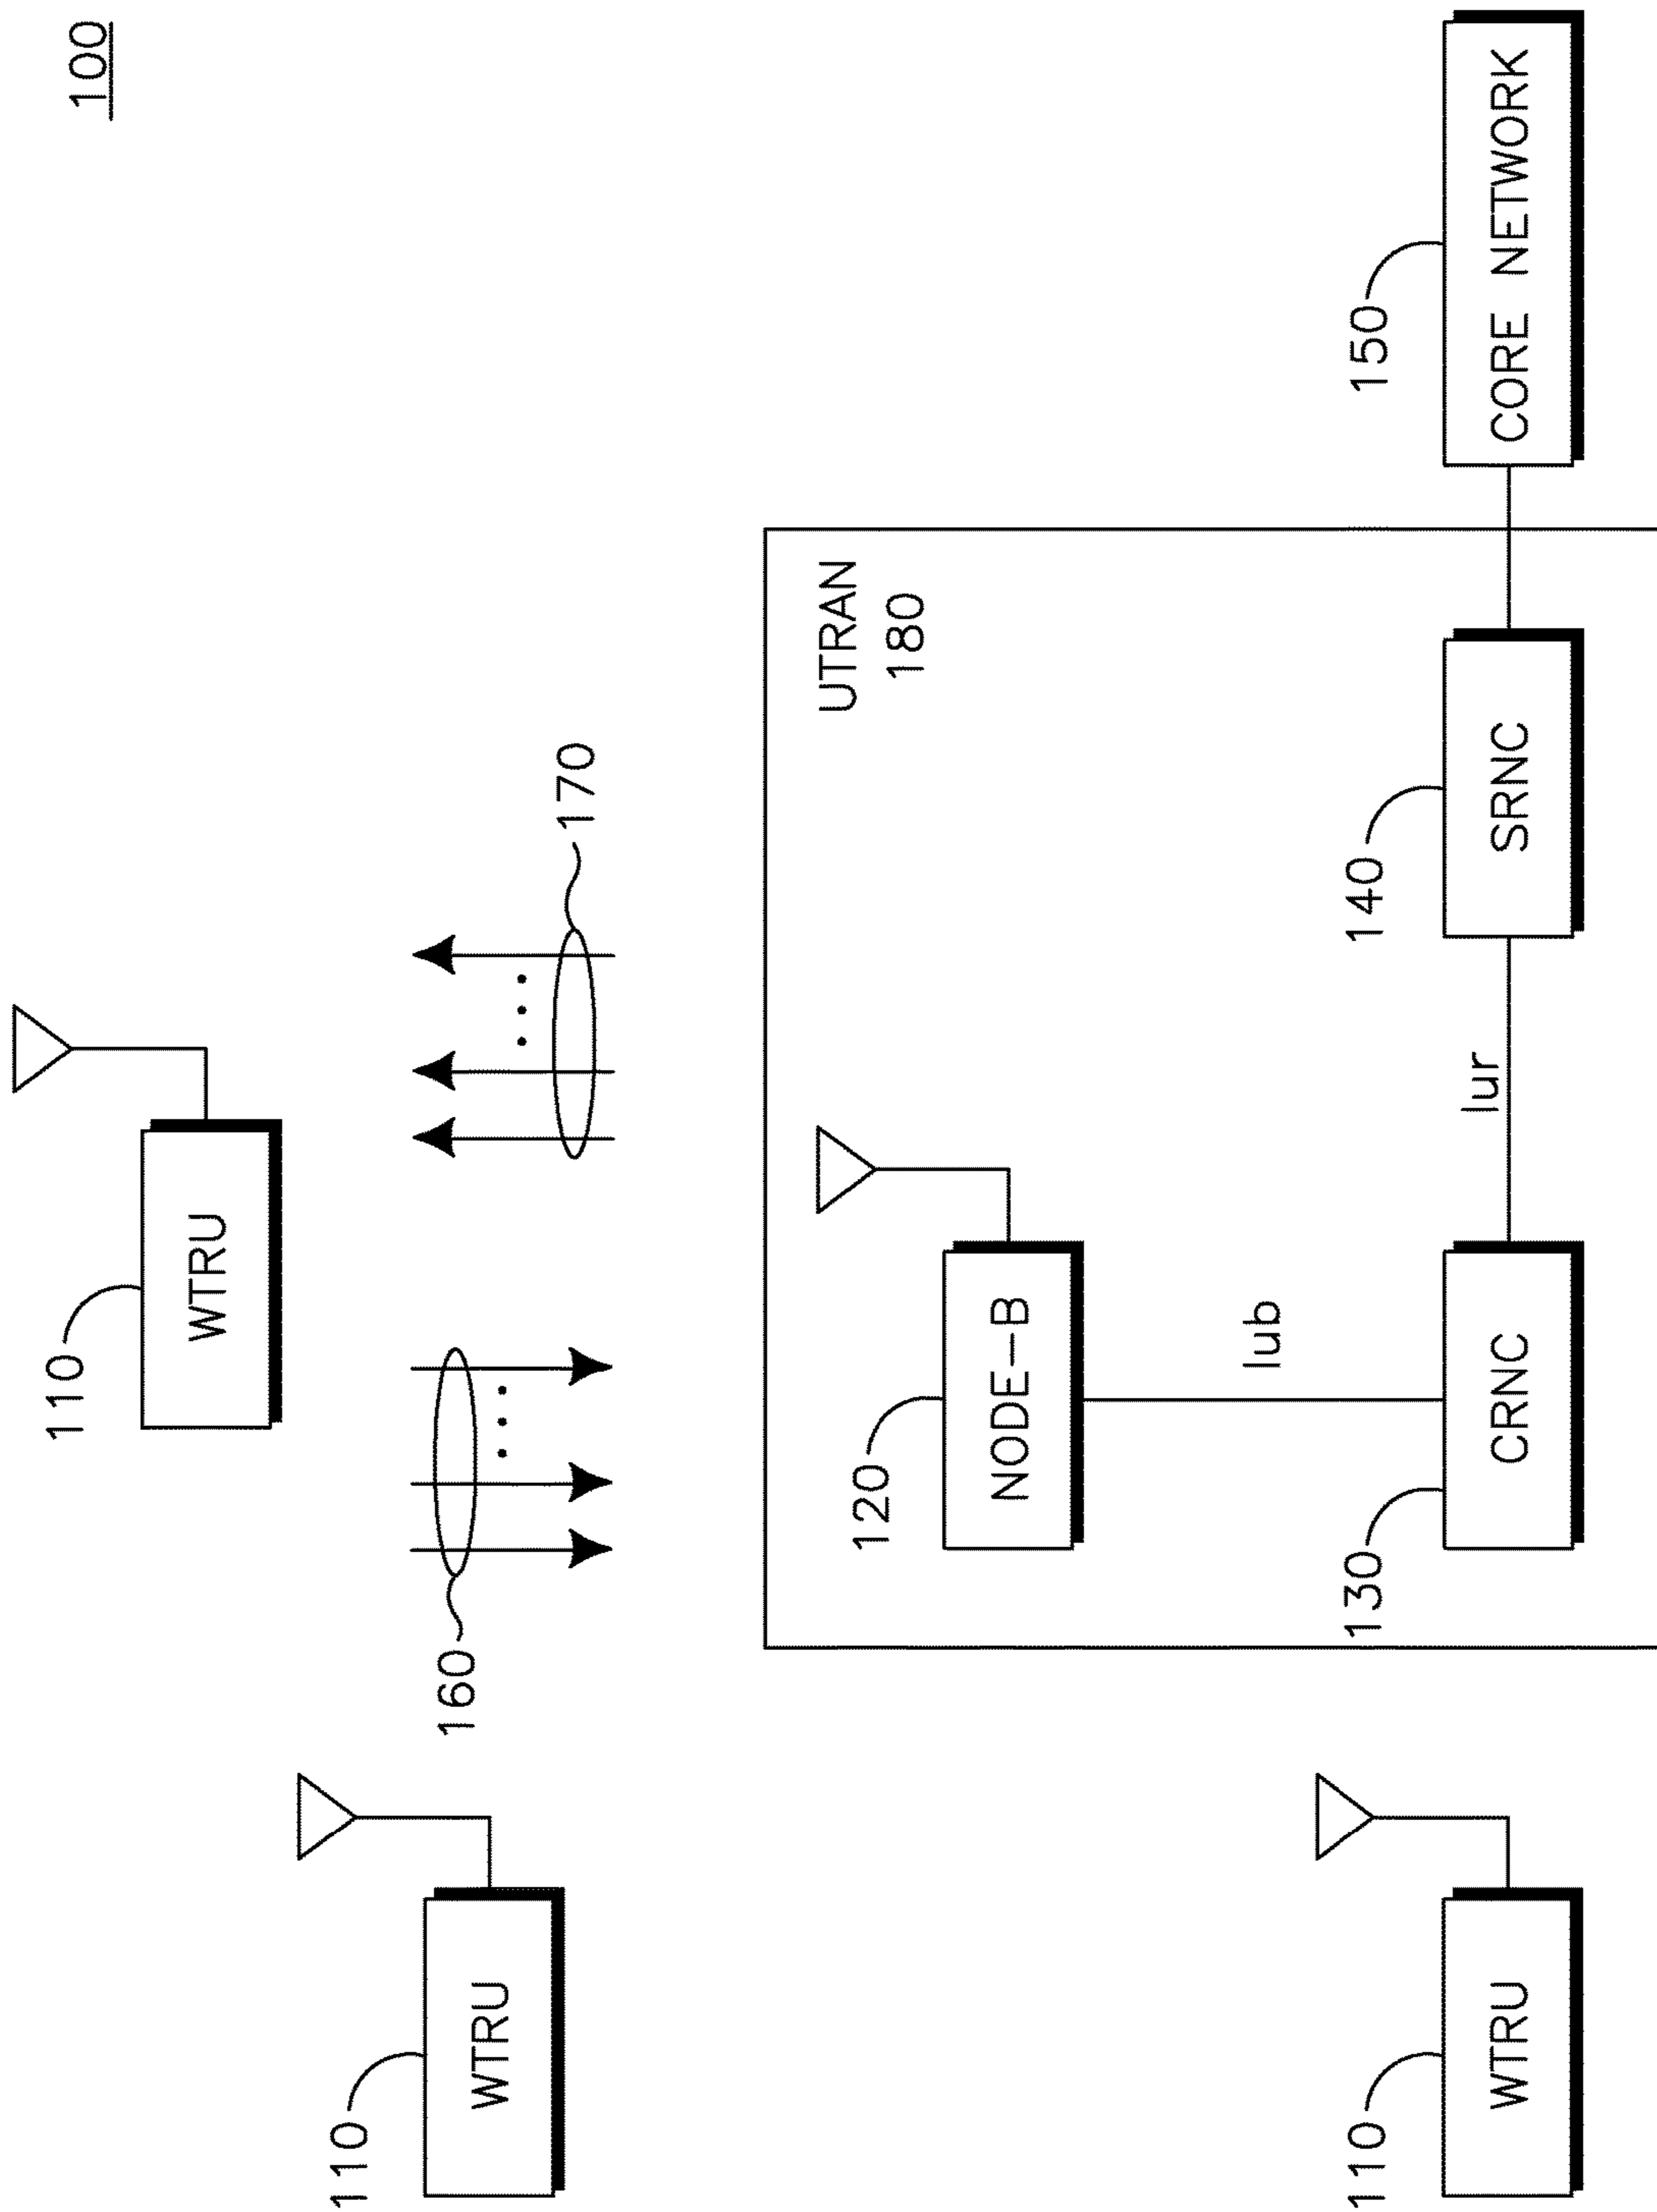 100
110
WTRU
110
WTRU
160
170
UTRAN
180
120
NODE-B
Iub
110
WTRU
130
CRNC
Iur
140
SRNC
150
CORE NETWORK